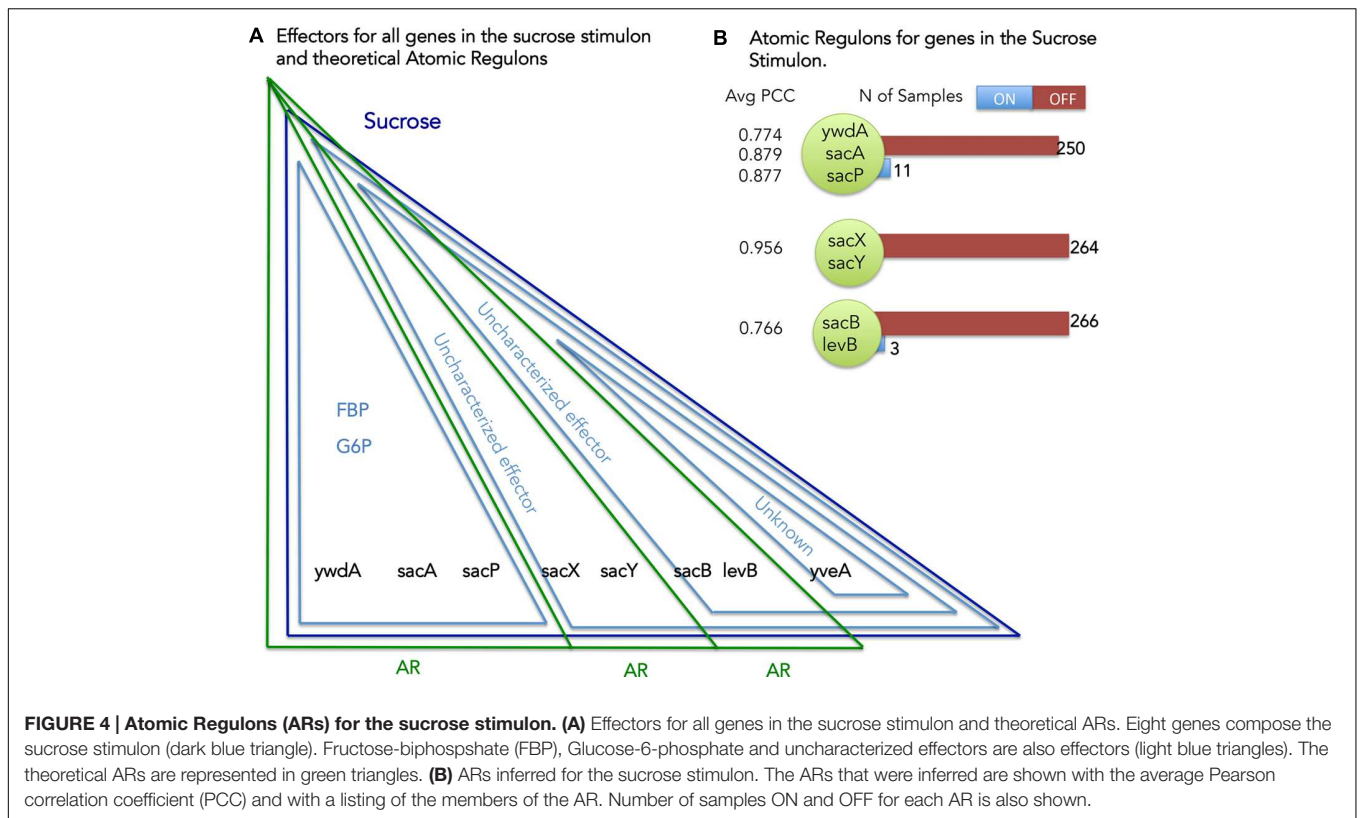 A Effectors for all genes in the sucrose stimulon
and theoretical Atomic Regulons
Sucrose
FBP
G6P
Uncharacterized effector
Uncharacterized effector
Unknown
ywdA sacA sacP sacX sacY sacB levB yveA
AR AR AR
B Atomic Regulons for genes in the Sucrose
Stimulon.
Avg PCC N of Samples ON OFF
0.774 ywdA 250
0.879 sacA
0.877 sacP 11
0.956 sacX 264
sacY
0.766 sacB 266
levB 3
FIGURE 4 | Atomic Regulons (ARs) for the sucrose stimulon. (A) Effectors for all genes in the sucrose stimulon and theoretical ARs. Eight genes compose the
sucrose stimulon (dark blue triangle). Fructose-biphospshate (FBP), Glucose-6-phosphate and uncharacterized effectors are also effectors (light blue triangles). The
theoretical ARs are represented in green triangles. (B) ARs inferred for the sucrose stimulon. The ARs that were inferred are shown with the average Pearson
correlation coefficient (PCC) and with a listing of the members of the AR. Number of samples ON and OFF for each AR is also shown.